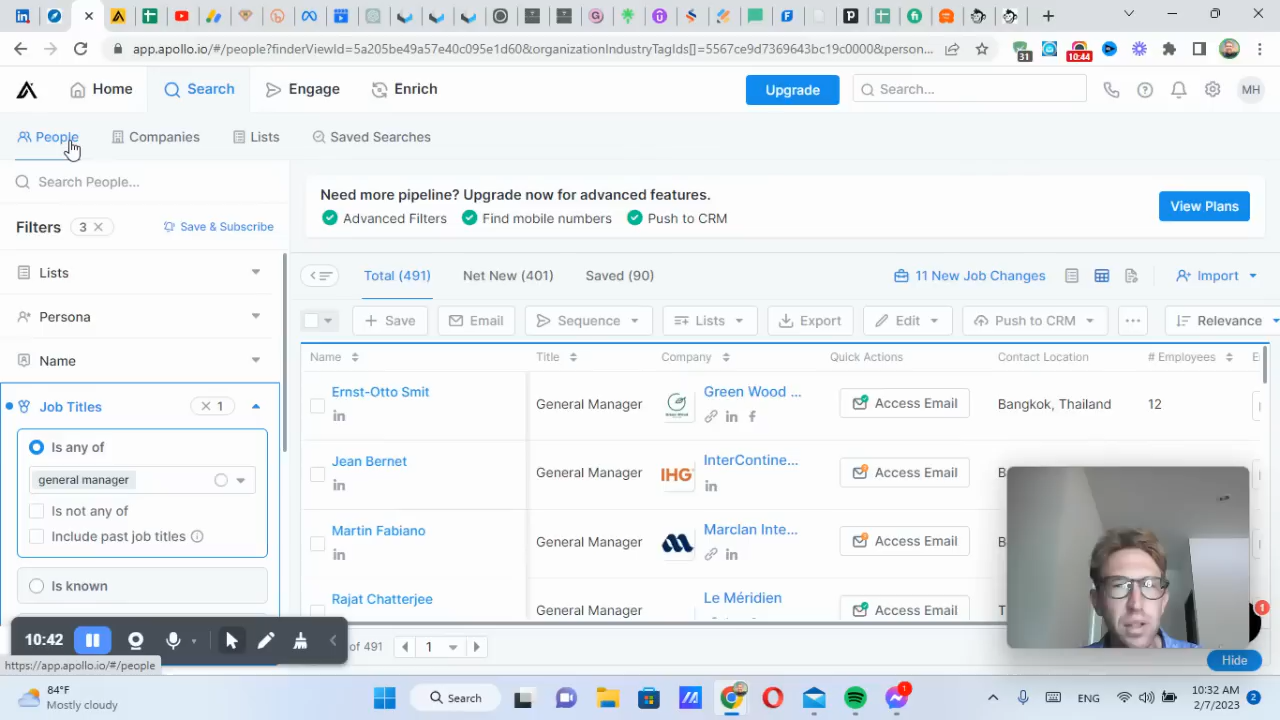 31
10:44
app.apollo.io/#/people?finderViewId=5a205be49a57e40c095e1d60&organizationIndustryTagIds[]=5567ce9d7369643bc19c0000&person...
Home
Search
Engage
Enrich
Upgrade
Search...
MH
People
Companies
Lists
Saved Searches
Search People...
Need more pipeline? Upgrade now for advanced features.
Advanced Filters
Find mobile numbers
Push to CRM
View Plans
Filters
3
Save & Subscribe
Lists
Persona
Name
Job Titles
1
Is any of
general manager
Is not any of
Include past job titles
Is known
Total (491)
Net New (401)
Saved (90)
11 New Job Changes
Import
Save
Email
Sequence
Lists
Export
Edit
Push to CRM
Relevance
Name
Title
Company
Quick Actions
Contact Location
# Employees
Ernst-Otto Smit
General Manager
Green Wood ...
Access Email
Bangkok, Thailand
12
Jean Bernet
General Manager
IHG
InterContine...
Access Email
Martin Fabiano
General Manager
Marclan Inte...
Access Email
Rajat Chatterjee
General Manager
Le Méridien
Access Email
of 491
1
10:42
https://app.apollo.io/#/people
1
Hide
84°F
Mostly cloudy
Search
1
ENG
10:32 AM
2/7/2023
2